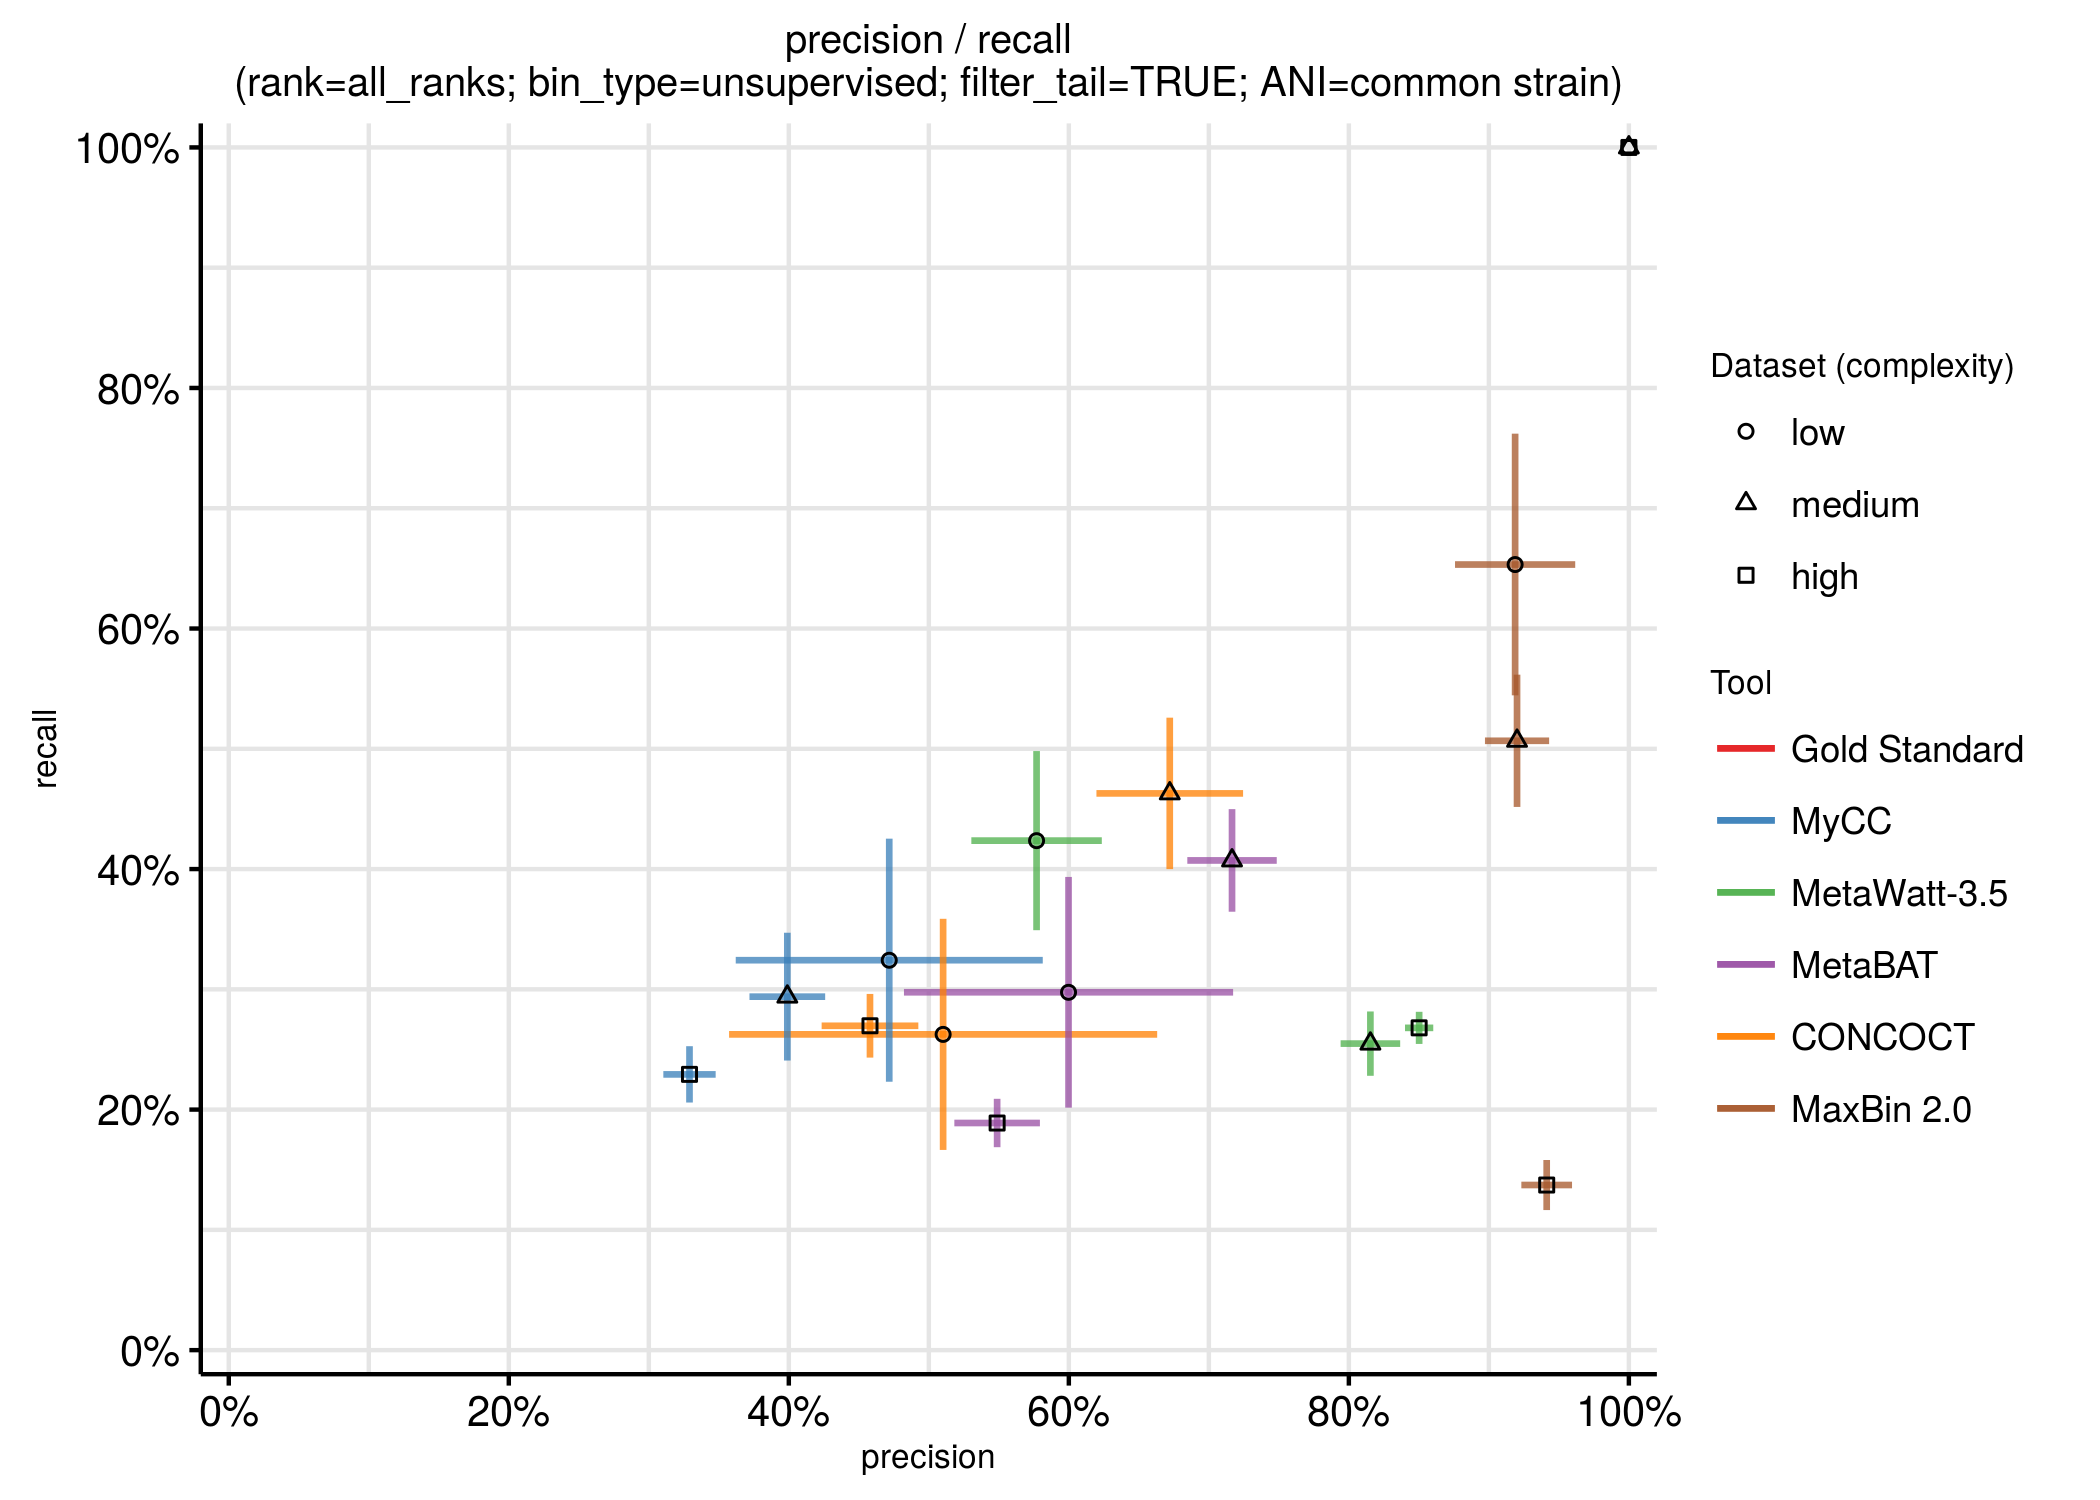 precision / recall
(rank=all_ranks; bin_type=unsupervised; filter_tail=TRUE; ANI=common strain)
100%
80%
60%
40%
20%
0%
recall
0%
20%
40%
60%
80%
100%
precision
Dataset (complexity)
low
medium
high
Tool
Gold Standard
MyCC
MetaWatt-3.5
MetaBAT
CONCOCT
MaxBin 2.0